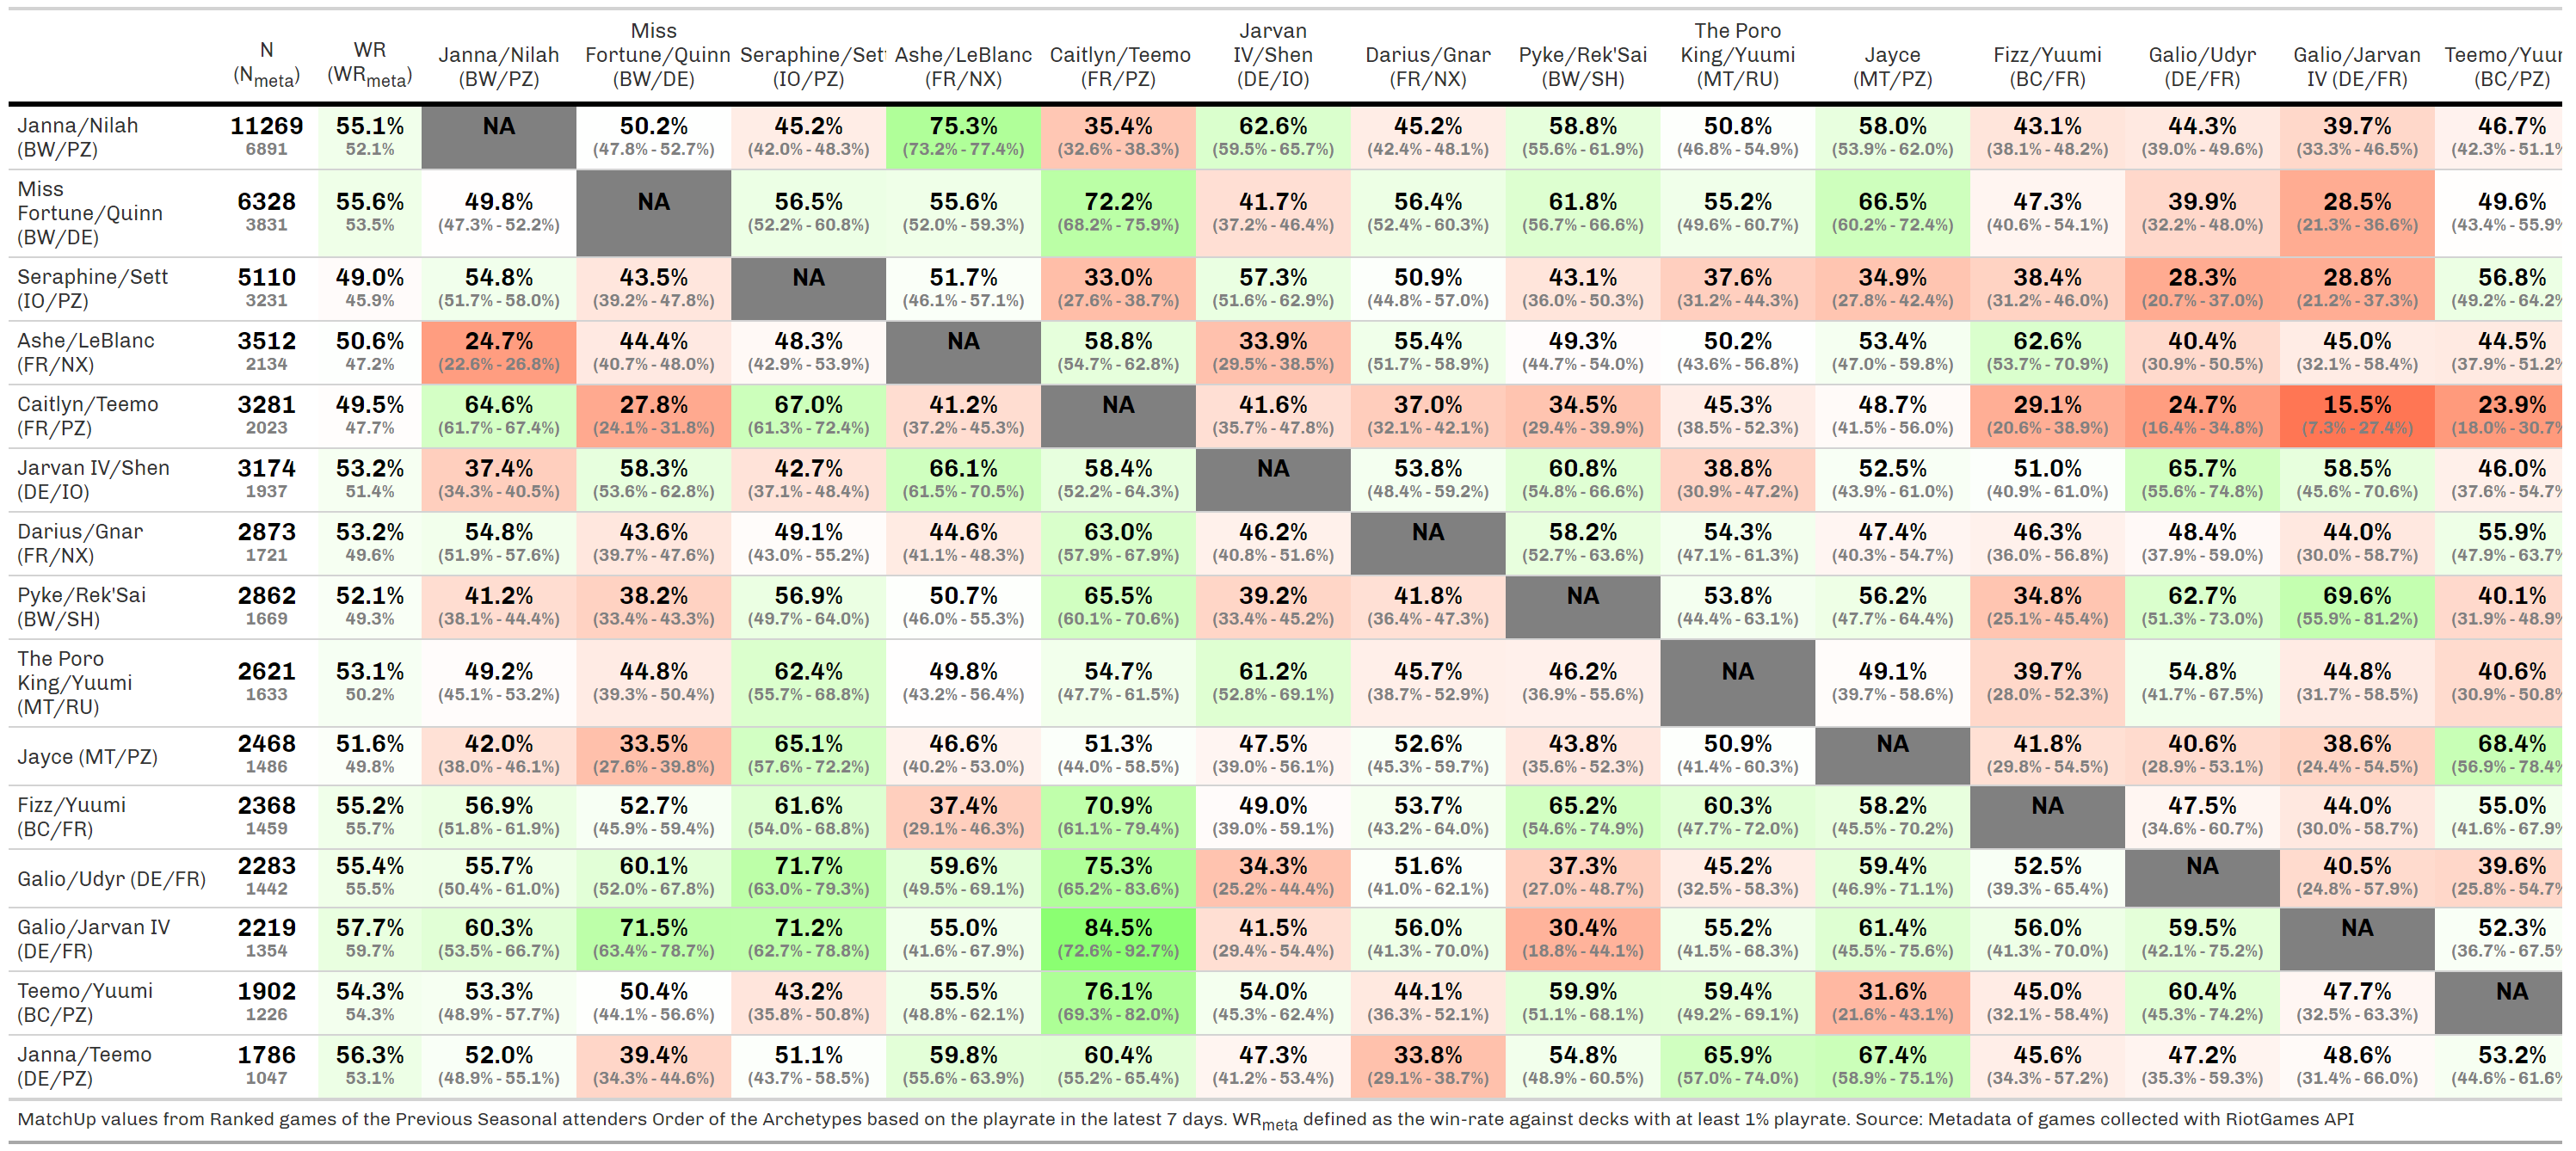 N (Nmeta) WR (WRmeta) Janna/Nilah (BW/PZ) Miss Fortune/Quinn (BW/DE) Seraphine/Set (IO/PZ) Ashe/LeBlanc (FR/NX) Caitlyn/Teemo (FR/PZ) Jarvan IV/Shen (DE/IO) Darius/Gnar (FR/NX) Pyke/Rek'Sai (BW/SH) The Poro King/Yuumi (MT/RU) Jayce (MT/PZ) Fizz/Yuumi (BC/FR) Galio/Udyr (DE/FR) Galio/Jarvan IV (DE/FR) Teemo/Yuur (BC/PZ)
Janna/Nilah 11269 55.1% NA 50.2% 45.2% 75.3% 35.4% 62.6% 45.2% 58.8% 50.8% 58.0% 43.1% 44.3% 39.7% 46.7%
(BW/PZ) 6891 52.1% (47.8% - 52.7%) (42.0% - 48.3%) (73.2% - 77.4%) (32.6% - 38.3%) (59.5% - 65.7%) (42.4% - 48.1%) (55.6% - 61.9%) (46.8% - 54.9%) (53.9% - 62.0%) (38.1% - 48.2%) (39.0% - 49.6%) (33.3% - 46.5%) (42.3% - 51.1%
Miss Fortune/Quinn 6328 55.6% 49.8% NA 56.5% 55.6% 72.2% 41.7% 56.4% 61.8% 55.2% 66.5% 47.3% 39.9% 28.5% 49.6%
(BW/DE) 3831 53.5% (47.3% - 52.2%) (52.2% - 60.8%) (52.0% - 59.3%) (68.2% - 75.9%) (37.2% - 46.4%) (52.4% - 60.3%) (56.7% - 66.6%) (49.6% - 60.7%) (60.2% - 72.4%) (40.6% - 54.1%) (32.2% - 48.0%) (21.3% - 36.6%) (43.4% - 55.9%
Seraphine/Sett 5110 49.0% 54.8% 43.5% NA 51.7% 33.0% 57.3% 50.9% 43.1% 37.6% 34.9% 38.4% 28.3% 28.8% 56.8%
(IO/PZ) 3231 45.9% (51.7% - 58.0%) (39.2% - 47.8%) (46.1% - 57.1%) (27.6% - 38.7%) (51.6% - 62.9%) (44.8% - 57.0%) (36.0% - 50.3%) (31.2% - 44.3%) (27.8% - 42.4%) (31.2% - 46.0%) (20.7% - 37.0%) (21.2% - 37.3%) (49.2% - 64.2%
Ashe/LeBlanc 3512 50.6% 24.7% 44.4% 48.3% NA 58.8% 33.9% 55.4% 49.3% 50.2% 53.4% 62.6% 40.4% 45.0% 44.5%
(FR/NX) 2134 47.2% (22.6% - 26.8%) (40.7% - 48.0%) (42.9% - 53.9%) (54.7% - 62.8%) (29.5% - 38.5%) (51.7% - 58.9%) (44.7% - 54.0%) (43.6% - 56.8%) (47.0% - 59.8%) (53.7% - 70.9%) (30.9% - 50.5%) (32.1% - 58.4%) (37.9% - 51.2%
Caitlyn/Teemo 3281 49.5% 64.6% 27.8% 67.0% 41.2% NA 41.6% 37.0% 34.5% 45.3% 48.7% 29.1% 24.7% 15.5% 23.9%
(FR/PZ) 2023 47.7% (61.7% - 67.4%) (24.1% - 31.8%) (61.3% - 72.4%) (37.2% - 45.3%) (35.7% - 47.8%) (32.1% - 42.1%) (29.4% - 39.9%) (38.5% - 52.3%) (41.5% - 56.0%) (20.6% - 38.9%) (16.4% - 34.8%) (7.3% - 27.4%) (18.0% - 30.7%
Jarvan IV/Shen 3174 53.2% 37.4% 58.3% 42.7% 66.1% 58.4% NA 53.8% 60.8% 38.8% 52.5% 51.0% 65.7% 58.5% 46.0%
(DE/IO) 1937 51.4% (34.3% - 40.5%) (53.6% - 62.8%) (37.1% - 48.4%) (61.5% - 70.5%) (52.2% - 64.3%) (48.4% - 59.2%) (54.8% - 66.6%) (30.9% - 47.2%) (43.9% - 61.0%) (40.9% - 61.0%) (55.6% - 74.8%) (45.6% - 70.6%) (37.6% - 54.7%
Darius/Gnar 2873 53.2% 54.8% 43.6% 49.1% 44.6% 63.0% 46.2% NA 58.2% 54.3% 47.4% 46.3% 48.4% 44.0% 55.9%
(FR/NX) 1721 49.6% (51.9% - 57.6%) (39.7% - 47.6%) (43.0% - 55.2%) (41.1% - 48.3%) (57.9% - 67.9%) (40.8% - 51.6%) (52.7% - 63.6%) (47.1% - 61.3%) (40.3% - 54.7%) (36.0% - 56.8%) (37.9% - 59.0%) (30.0% - 58.7%) (47.9% - 63.7%
Pyke/Rek'Sai 2862 52.1% 41.2% 38.2% 56.9% 50.7% 65.5% 39.2% 41.8% NA 53.8% 56.2% 34.8% 62.7% 69.6% 40.1%
(BW/SH) 1669 49.3% (38.1% - 44.4%) (33.4% - 43.3%) (49.7% - 64.0%) (46.0% - 55.3%) (60.1% - 70.6%) (33.4% - 45.2%) (36.4% - 47.3%) (44.4% - 63.1%) (47.7% - 64.4%) (25.1% - 45.4%) (51.3% - 73.0%) (55.9% - 81.2%) (31.9% - 48.9%
The Poro King/Yuumi 2621 53.1% 49.2% 44.8% 62.4% 49.8% 54.7% 61.2% 45.7% 46.2% NA 49.1% 39.7% 54.8% 44.8% 40.6%
(MT/RU) 1633 50.2% (45.1% - 53.2%) (39.3% - 50.4%) (55.7% - 68.8%) (43.2% - 56.4%) (47.7% - 61.5%) (52.8% - 69.1%) (38.7% - 52.9%) (36.9% - 55.6%) (39.7% - 58.6%) (28.0% - 52.3%) (41.7% - 67.5%) (31.7% - 58.5%) (30.9% - 50.8%
Jayce (MT/PZ) 2468 51.6% 42.0% 33.5% 65.1% 46.6% 51.3% 47.5% 52.6% 43.8% 50.9% NA 41.8% 40.6% 38.6% 68.4%
1486 49.8% (38.0% - 46.1%) (27.6% - 39.8%) (57.6% - 72.2%) (40.2% - 53.0%) (44.0% - 58.5%) (39.0% - 56.1%) (45.3% - 59.7%) (35.6% - 52.3%) (41.4% - 60.3%) (29.8% - 54.5%) (28.9% - 53.1%) (24.4% - 54.5%) (56.9% - 78.4%
Fizz/Yuumi 2368 55.2% 56.9% 52.7% 61.6% 37.4% 70.9% 49.0% 53.7% 65.2% 60.3% 58.2% NA 47.5% 44.0% 55.0%
(BC/FR) 1459 55.7% (51.8% - 61.9%) (45.9% - 59.4%) (54.0% - 68.8%) (29.1% - 46.3%) (61.1% - 79.4%) (39.0% - 59.1%) (43.2% - 64.0%) (54.6% - 74.9%) (47.7% - 72.0%) (45.5% - 70.2%) (34.6% - 60.7%) (30.0% - 58.7%) (41.6% - 67.9%
Galio/Udyr (DE/FR) 2283 55.4% 55.7% 60.1% 71.7% 59.6% 75.3% 34.3% 51.6% 37.3% 45.2% 59.4% 52.5% NA 40.5% 39.6%
1442 55.5% (50.4% - 61.0%) (52.0% - 67.8%) (63.0% - 79.3%) (49.5% - 69.1%) (65.2% - 83.6%) (25.2% - 44.4%) (41.0% - 62.1%) (27.0% - 48.7%) (32.5% - 58.3%) (46.9% - 71.1%) (39.3% - 65.4%) (24.8% - 57.9%) (25.8% - 54.7%
Galio/Jarvan IV 2219 57.7% 60.3% 71.5% 71.2% 55.0% 84.5% 41.5% 56.0% 30.4% 55.2% 61.4% 56.0% 59.5% NA 52.3%
(DE/FR) 1354 59.7% (53.5% - 66.7%) (63.4% - 78.7%) (62.7% - 78.8%) (41.6% - 67.9%) (72.6% - 92.7%) (29.4% - 54.4%) (41.3% - 70.0%) (18.8% - 44.1%) (41.5% - 68.3%) (45.5% - 75.6%) (41.3% - 70.0%) (42.1% - 75.2%) (36.7% - 67.5%
Teemo/Yuumi 1902 54.3% 53.3% 50.4% 43.2% 55.5% 76.1% 54.0% 44.1% 59.9% 59.4% 31.6% 45.0% 60.4% 47.7% NA
(BC/PZ) 1226 54.3% (48.9% - 57.7%) (44.1% - 56.6%) (35.8% - 50.8%) (48.8% - 62.1%) (69.3% - 82.0%) (45.3% - 62.4%) (36.3% - 52.1%) (51.1% - 68.1%) (49.2% - 69.1%) (21.6% - 43.1%) (32.1% - 58.4%) (45.3% - 74.2%) (32.5% - 63.3%)
Janna/Teemo 1786 56.3% 52.0% 39.4% 51.1% 59.8% 60.4% 47.3% 33.8% 54.8% 65.9% 67.4% 45.6% 47.2% 48.6% 53.2%
(DE/PZ) 1047 53.1% (48.9% - 55.1%) (34.3% - 44.6%) (43.7% - 58.5%) (55.6% - 63.9%) (55.2% - 65.4%) (41.2% - 53.4%) (29.1% - 38.7%) (48.9% - 60.5%) (57.0% - 74.0%) (58.9% - 75.1%) (34.3% - 57.2%) (35.3% - 59.3%) (31.4% - 66.0%) (44.6% - 61.6%
MatchUp values from Ranked games of the Previous Seasonal attenders Order of the Archetypes based on the playrate in the latest 7 days. WRmeta defined as the win-rate against decks with at least 1% playrate. Source: Metadata of games collected with RiotGames API